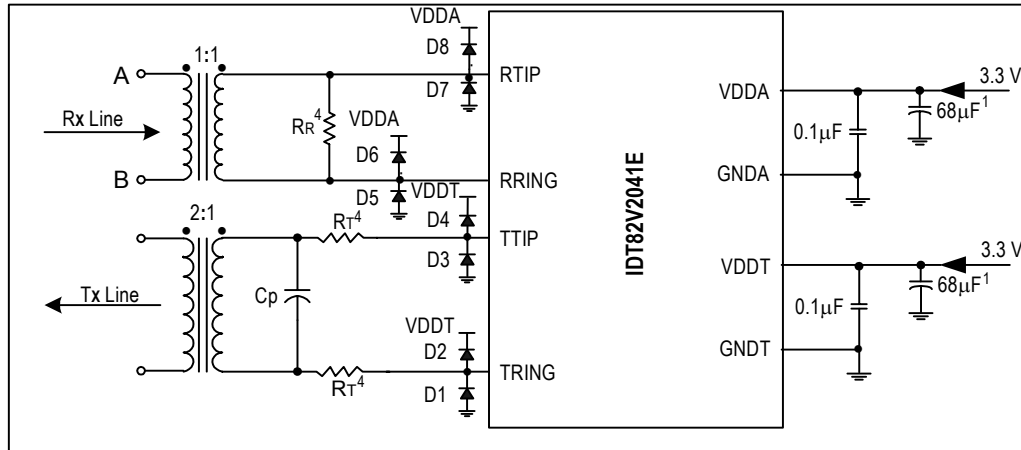 VDDA
1:1
D8
A
RTIP
D7
VDDA
3.3 V
VDDA
68µF1
Rx Line
RR4
0.1µF
D6
B
RRING
GNDA
D5
VDDT
2:1
D4
RT4
TTIP
IDT82V2041E
D3
VDDT
3.3 V
Tx Line
Cp
68µF1
0.1µF
VDDT
D2
GNDT
TRING
RT4
D1